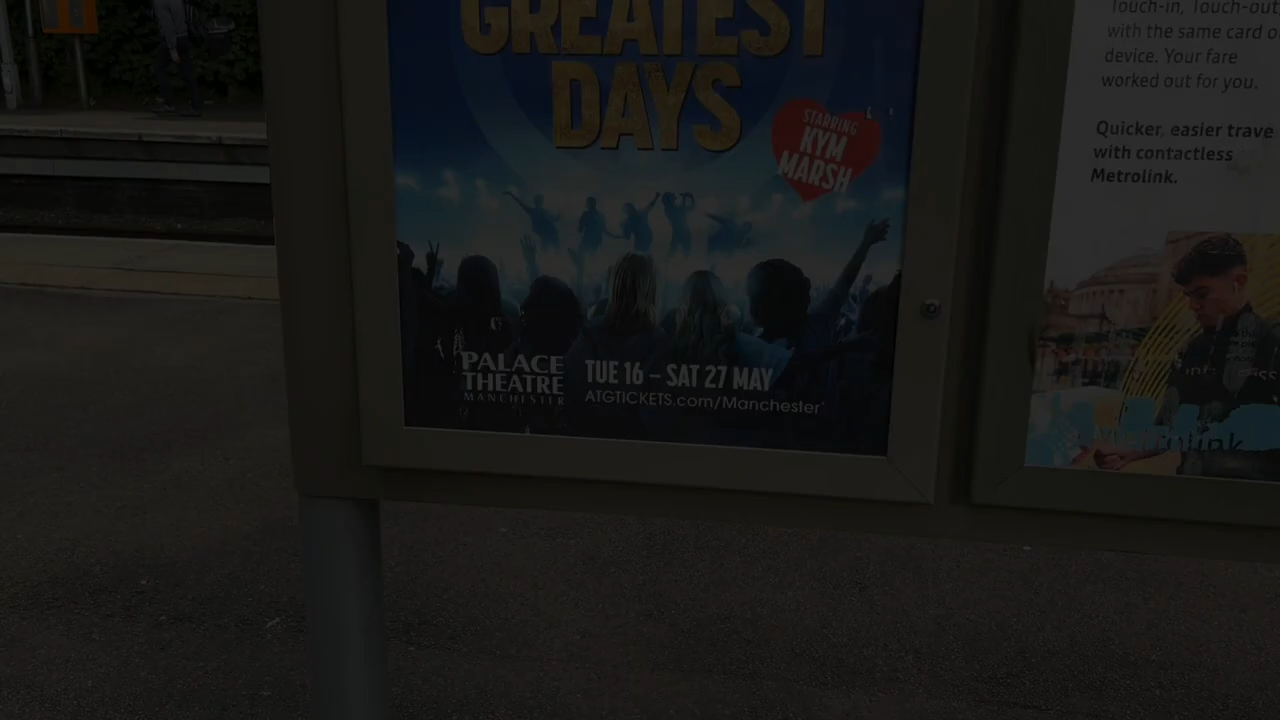 GREATEST
DAYS
STARRING
KYM
MARSH
PALACE
THEATRE
MANCHESTER
TUE 16 – SAT 27 MAY
ATGTICKETS.com/Manchester
Touch-in, Touch-out
with the same card o
device. Your fare
worked out for you.
Quicker, easier trave
with contactless
Metrolink.